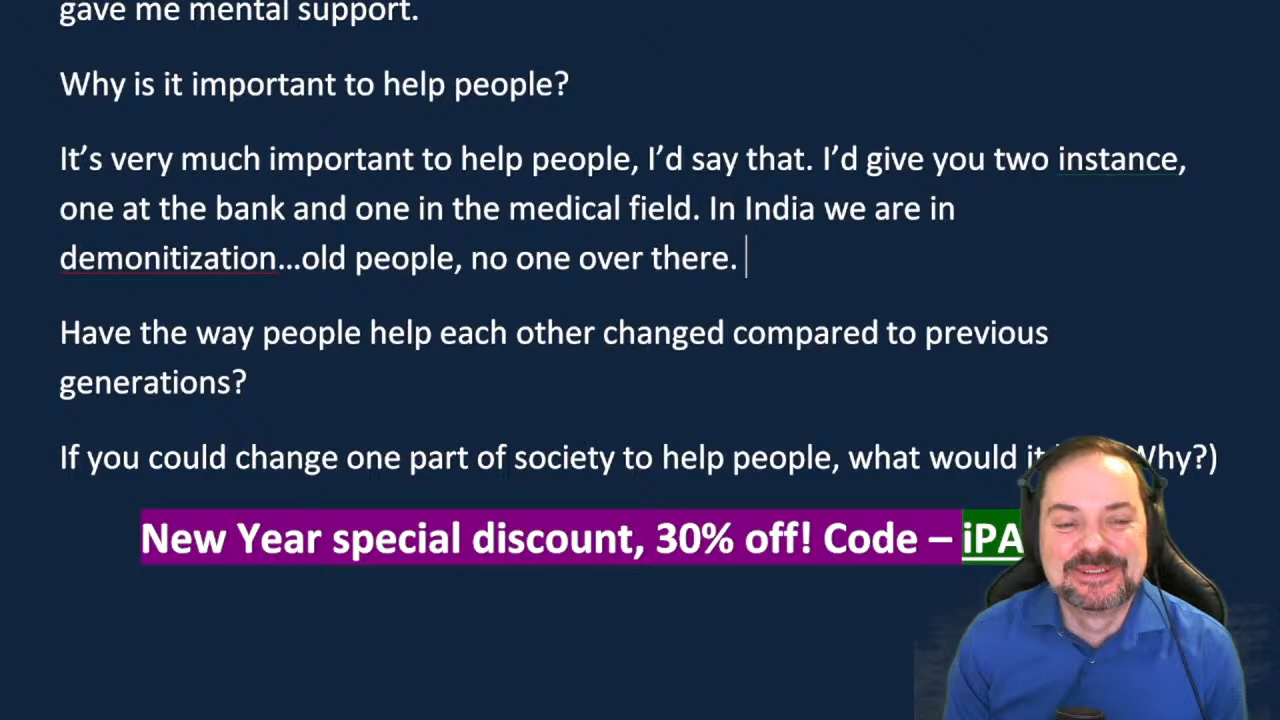 gave me mental support.
Why is it important to help people?
It’s very much important to help people, I’d say that. I’d give you two instance,
one at the bank and one in the medical field. In India we are in
demonitization…old people, no one over there.
Have the way people help each other changed compared to previous
generations?
If you could change one part of society to help people, what would it Why?)
New Year special discount, 30% off! Code – iPA